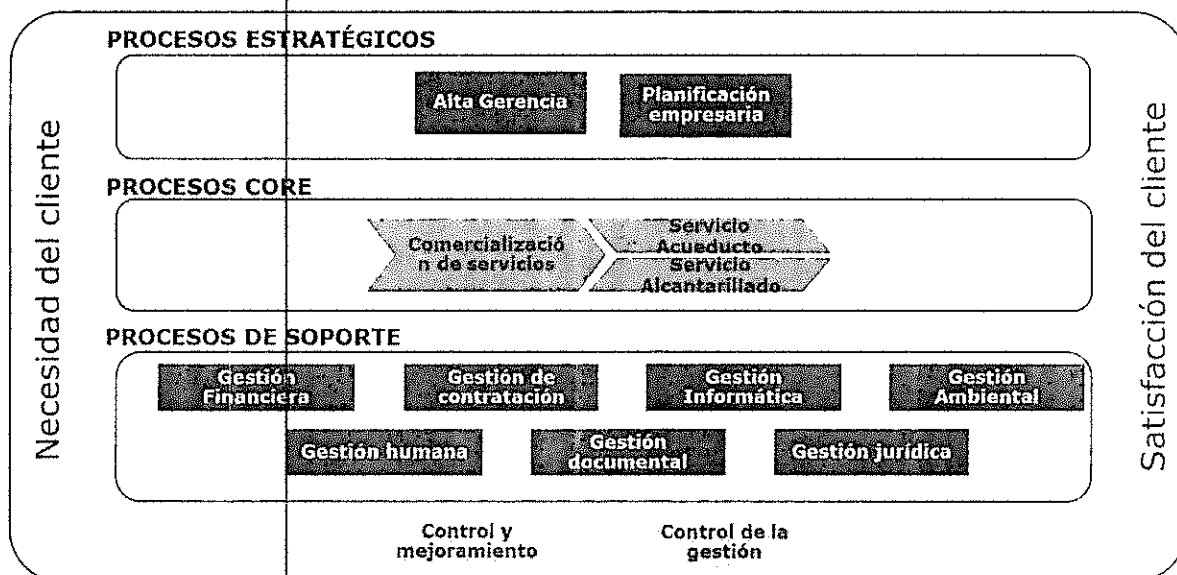 PROCESOS ESTRATÉGICOS
Alta Gerencia
Planificación
empresaria
PROCESOS CORE
Comercializació
n de servicios
Servicio
Acueducto
Servicio
Alcantarillado
PROCESOS DE SOPORTE
Gestión
Financiera
Gestión de
contratación
Gestión
Informática
Gestión
Ambiental
Gestión humana
Gestión
documental
Gestión jurídica
Control y
mejoramiento
Control de la
gestión
Necesidad del cliente
Satisfacción del cliente